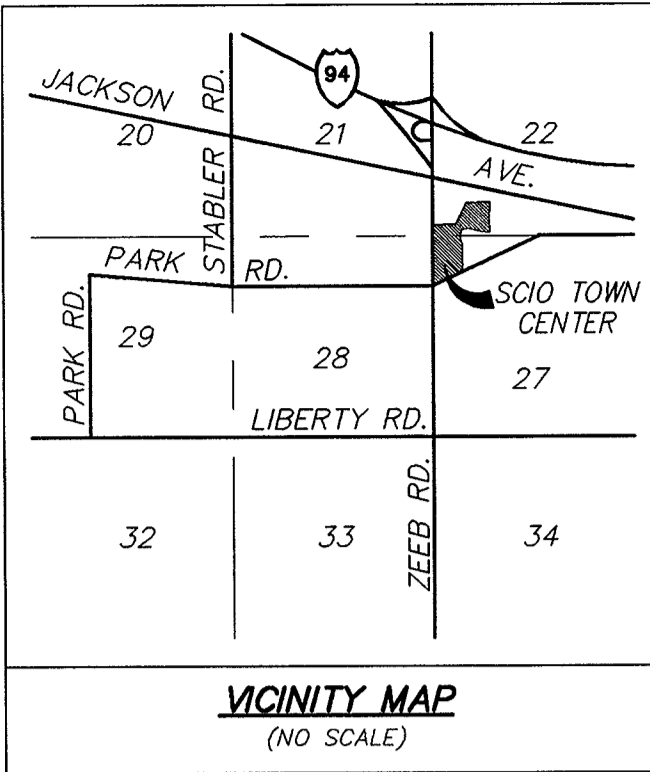 94
JACKSON AVE.
20
21
22
STABLER RD.
PARK RD.
SCIO TOWN
CENTER
PARK RD.
29
28
27
LIBERTY RD.
ZEEB RD.
32
33
34
VICINITY MAP
(NO SCALE)